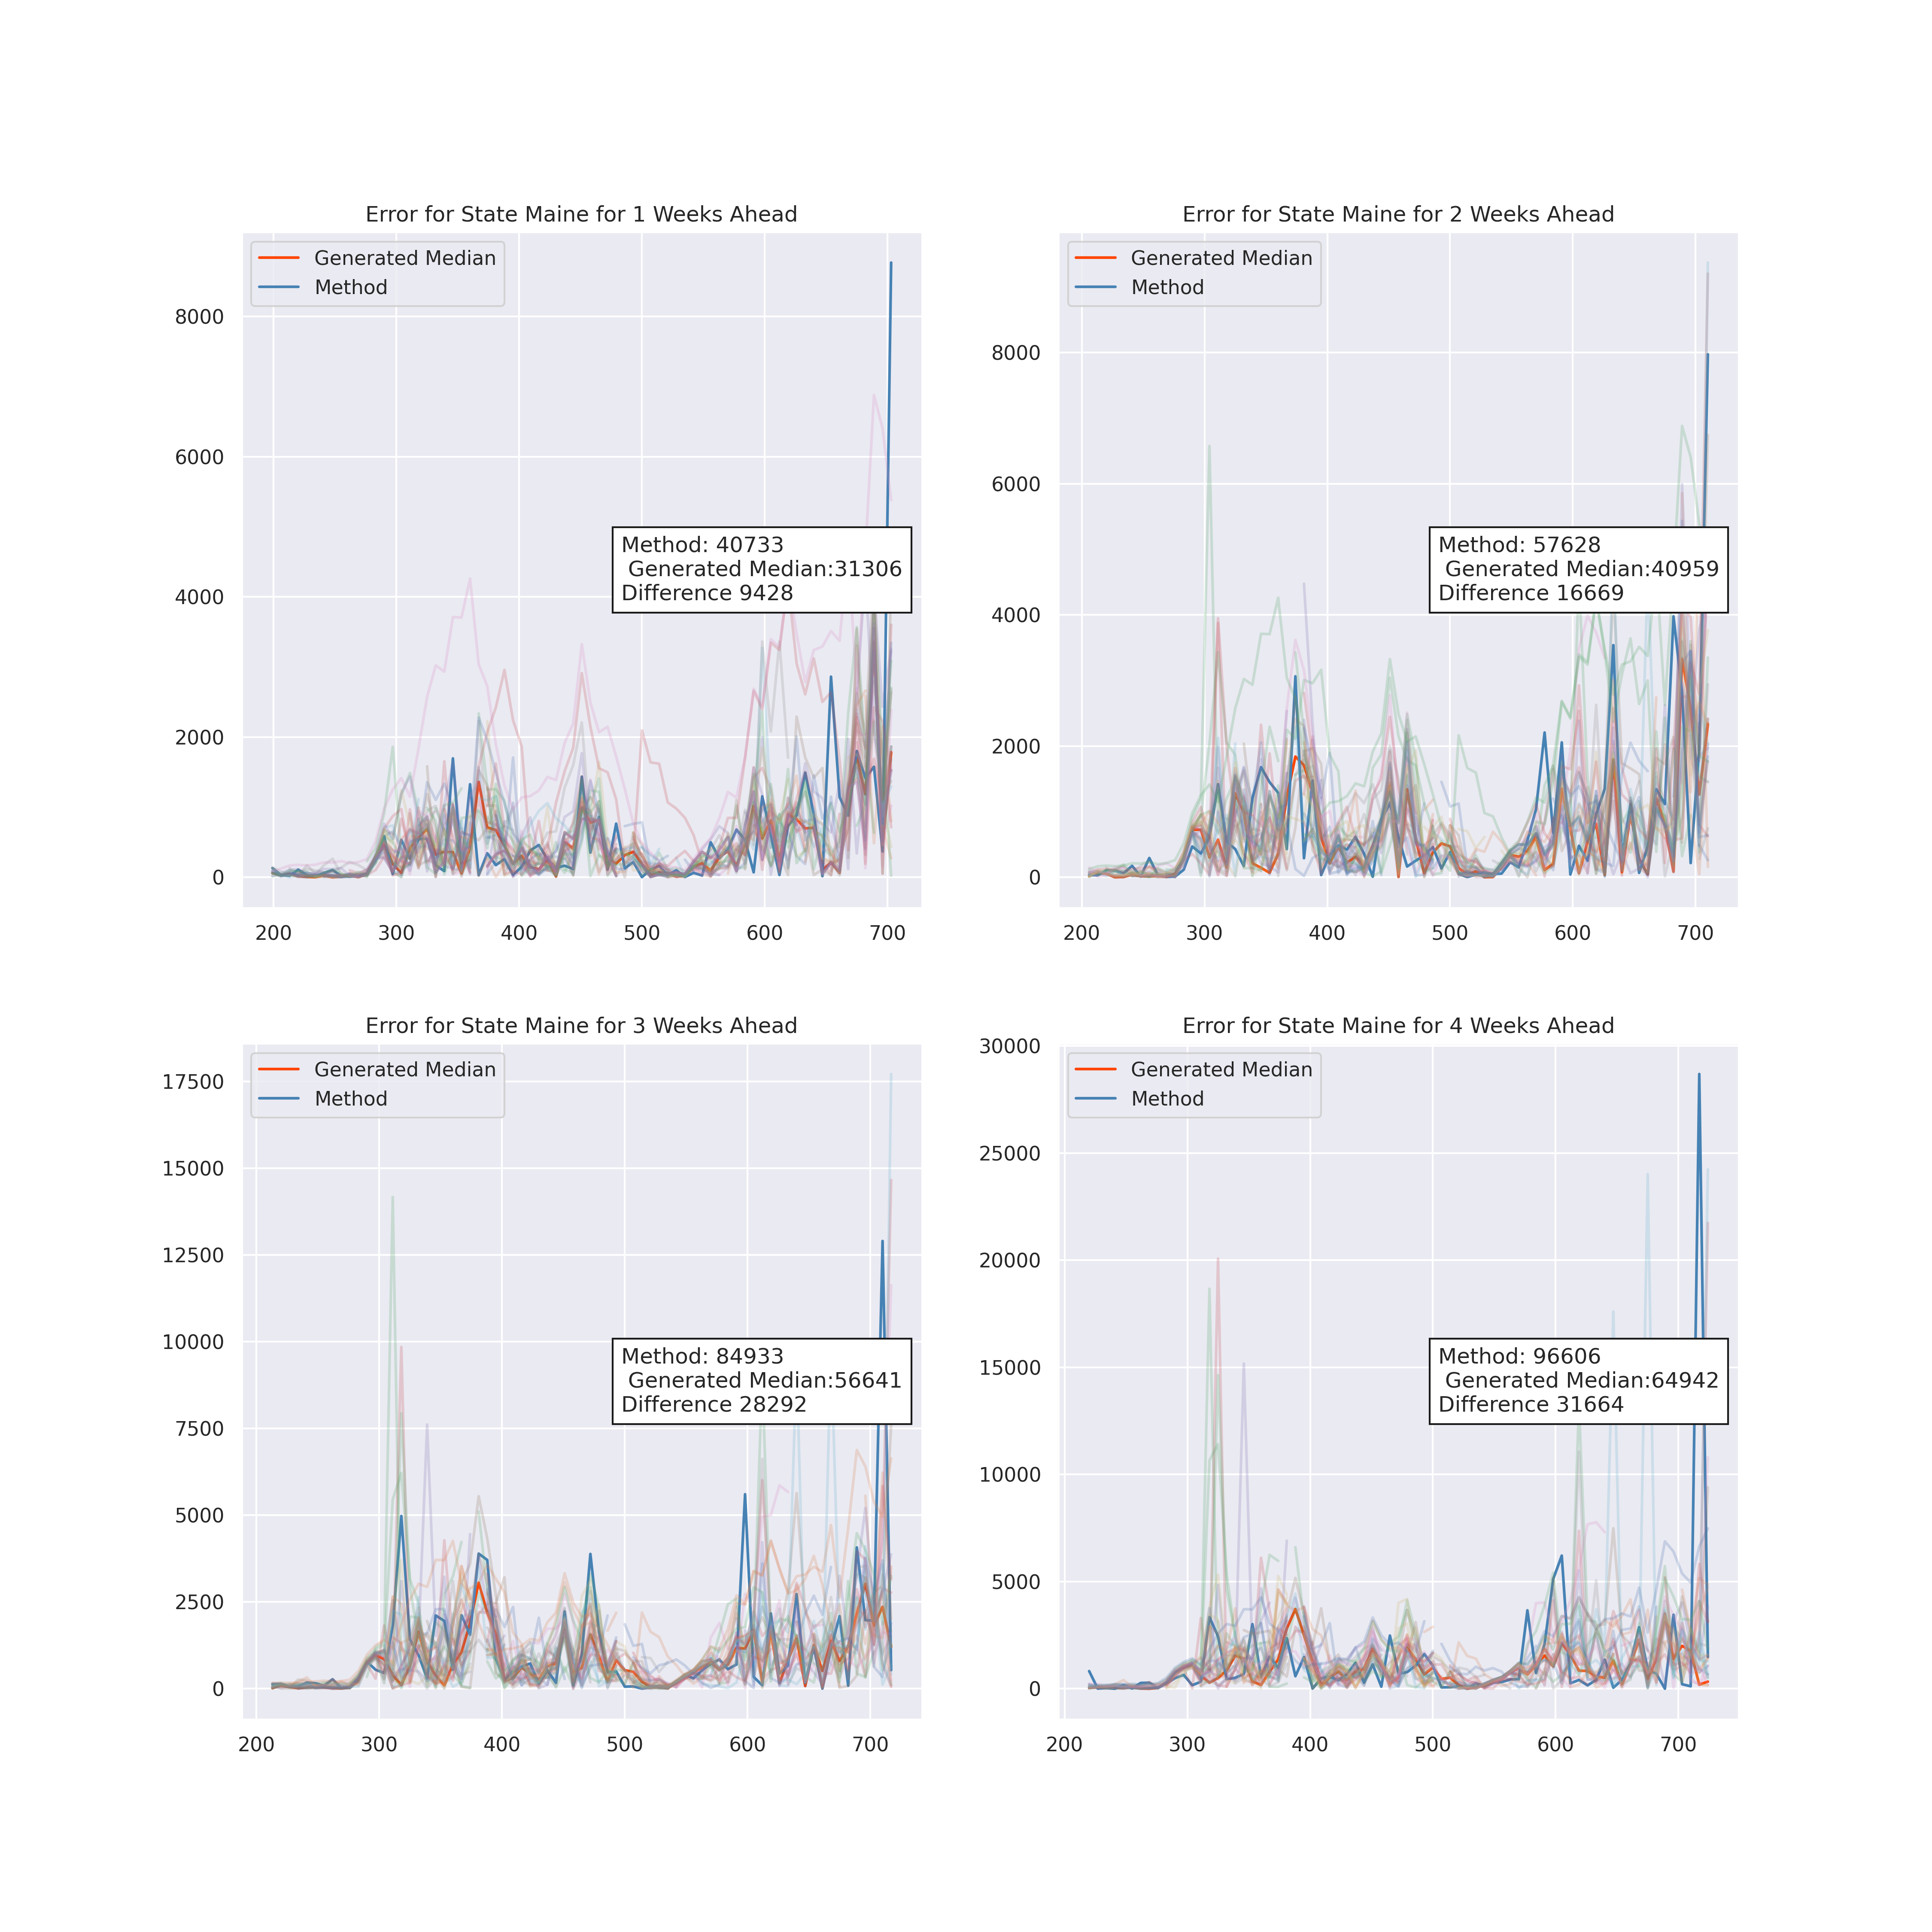 Error for State Maine for 1 Weeks Ahead
Generated Median
Method
8000
6000
4000
2000
0
Method: 40733
Generated Median:31306
Difference 9428
200 300 400 500 600 700
Error for State Maine for 2 Weeks Ahead
Generated Median
Method
8000
6000
4000
2000
0
Method: 57628
Generated Median:40959
Difference 16669
200 300 400 500 600 700
Error for State Maine for 3 Weeks Ahead
Generated Median
Method
17500
15000
12500
10000
7500
5000
2500
0
Method: 84933
Generated Median:56641
Difference 28292
200 300 400 500 600 700
Error for State Maine for 4 Weeks Ahead
Generated Median
Method
30000
25000
20000
15000
10000
5000
0
Method: 96606
Generated Median:64942
Difference 31664
200 300 400 500 600 700